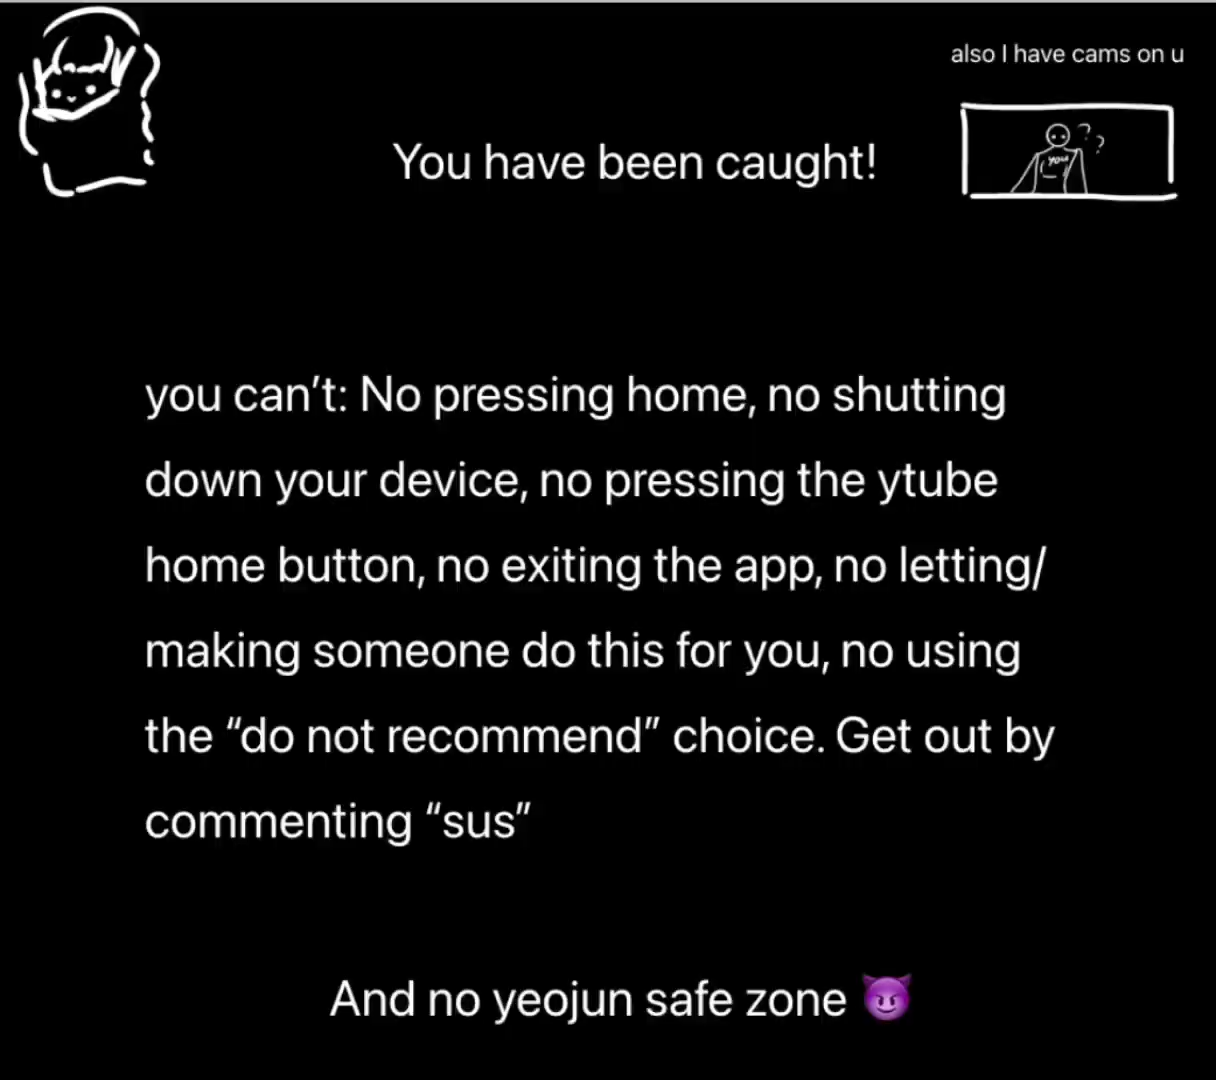 also I have cams on u
you
? ?
You have been caught!
you can’t: No pressing home, no shutting
down your device, no pressing the ytube
home button, no exiting the app, no letting/
making someone do this for you, no using
the “do not recommend” choice. Get out by
commenting “sus”
And no yeojun safe zone 😈